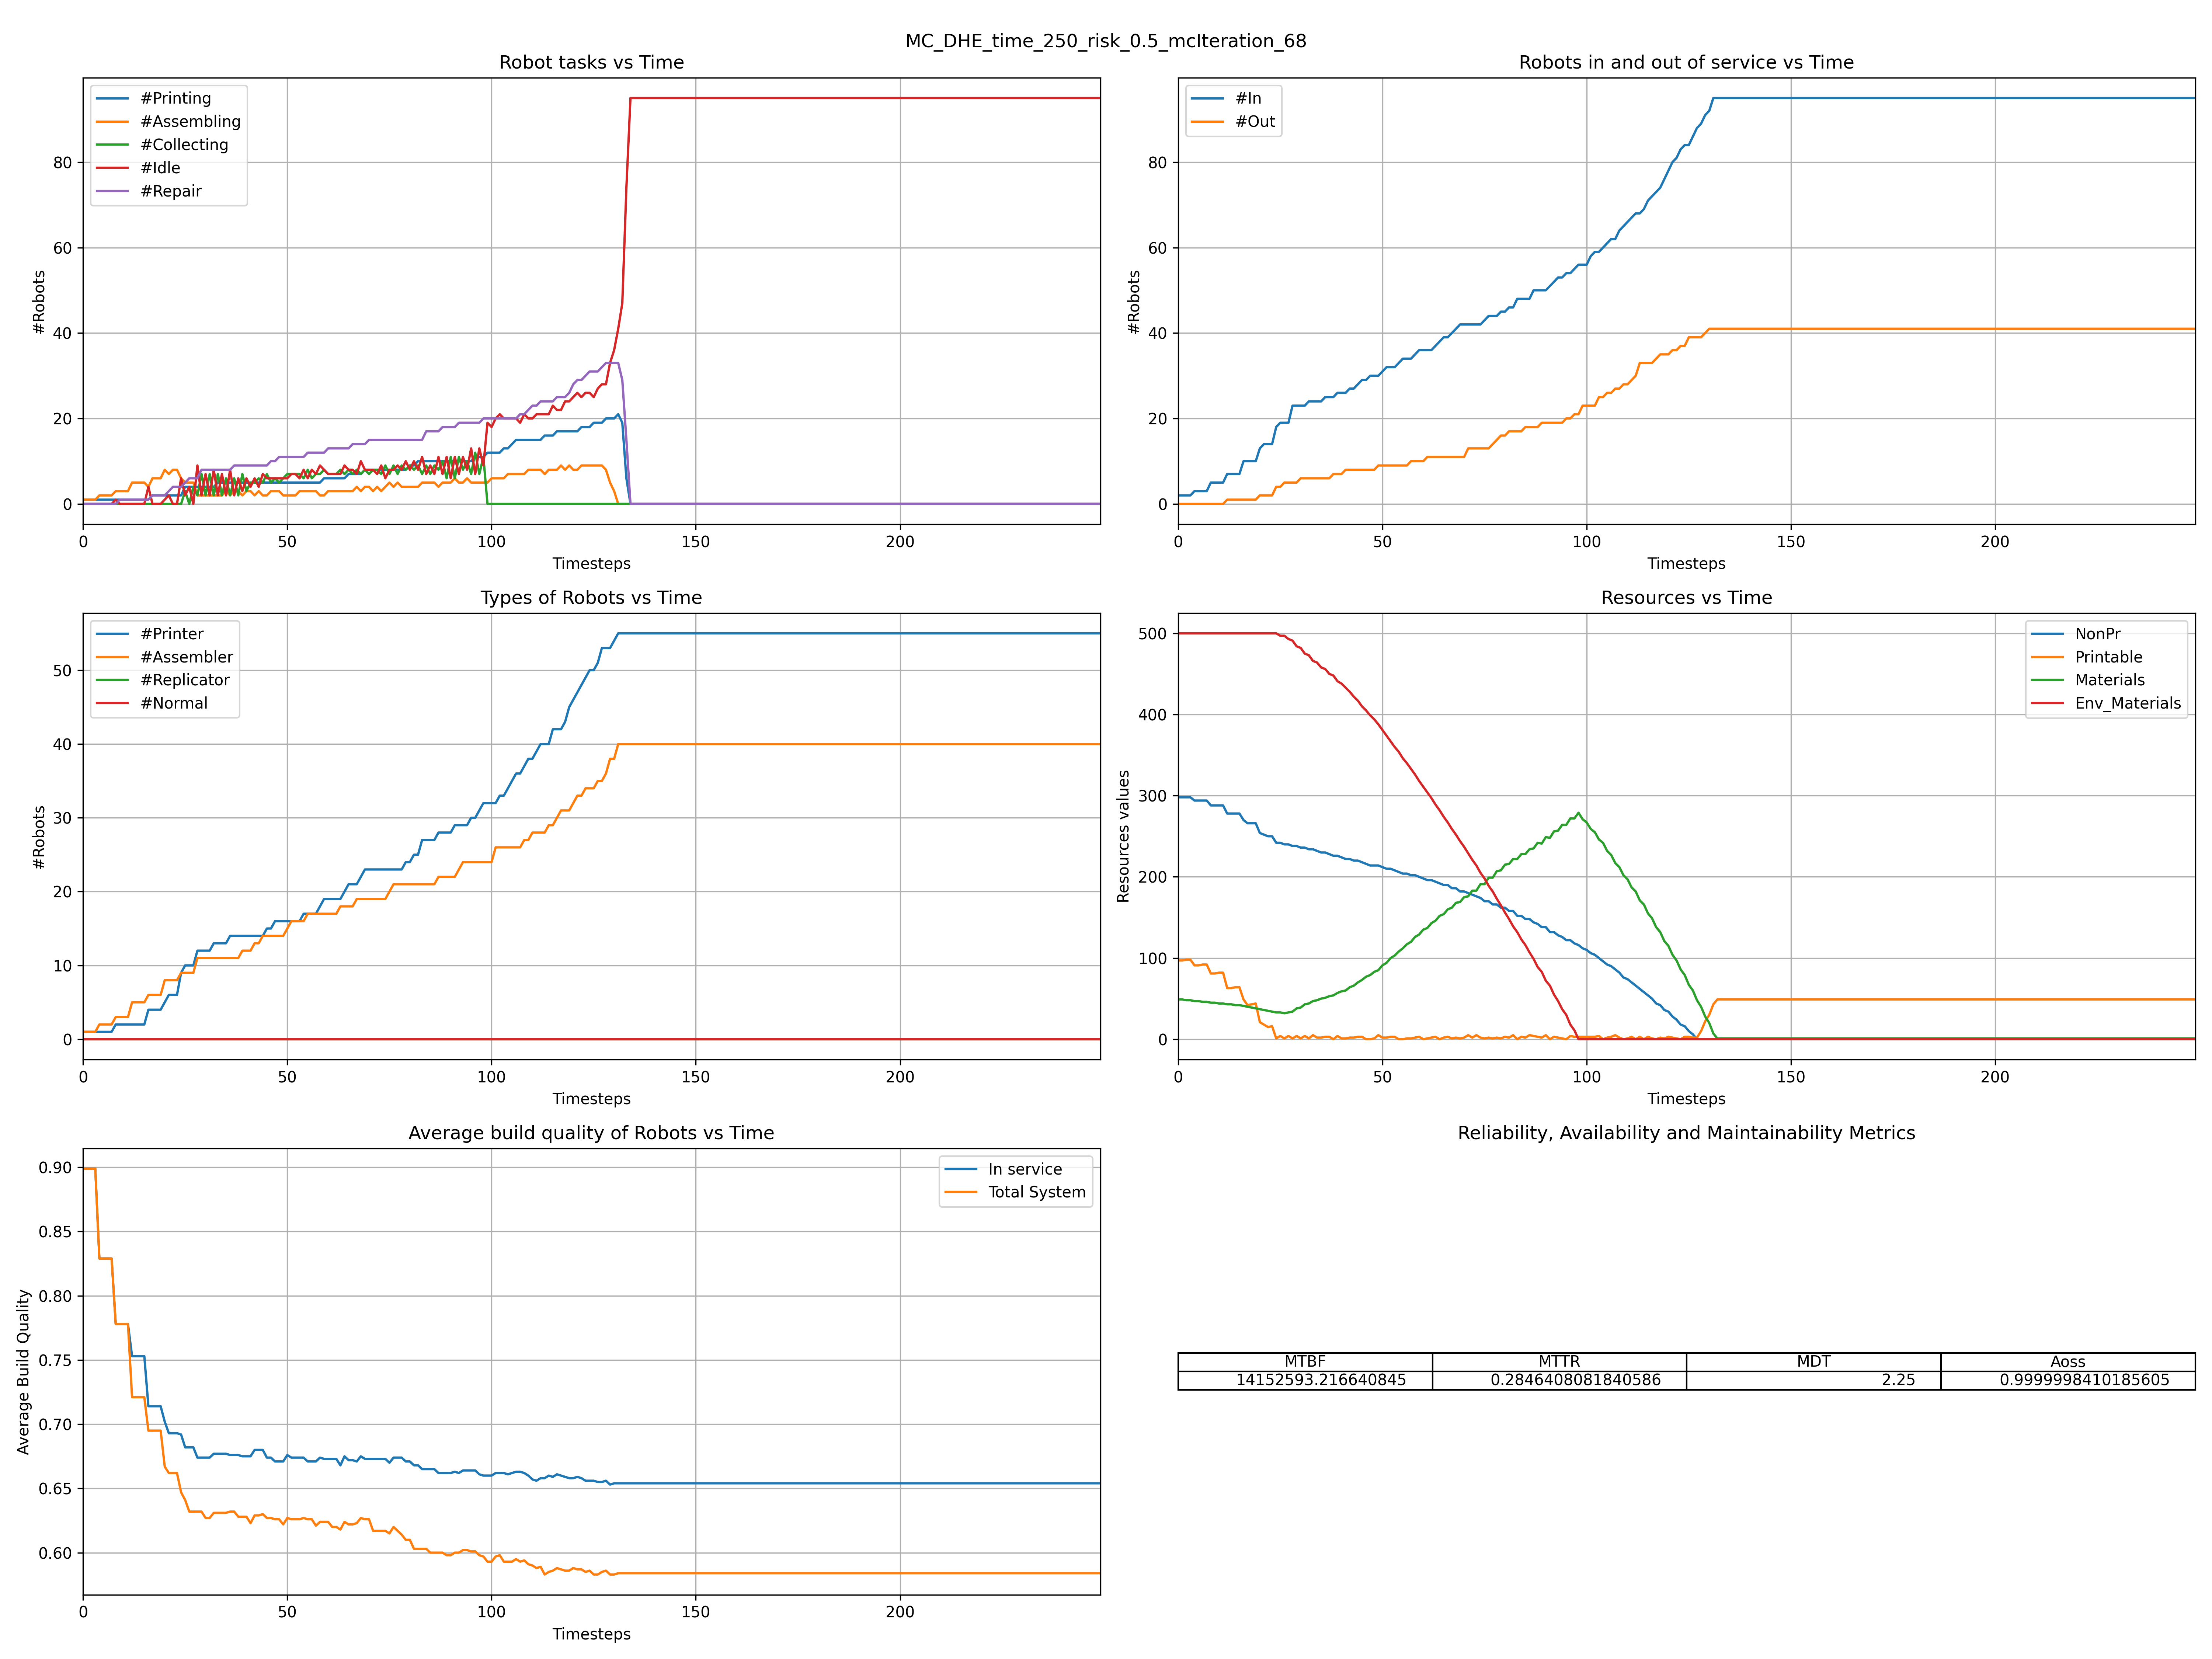 MC_DHE_time_250_risk_0.5_mcIteration_68
Robot tasks vs Time
#Printing
#Assembling
#Collecting
#Idle
#Repair
80
60
40
20
0
#Robots
0 50 100 150 200
Timesteps
Robots in and out of service vs Time
#In
#Out
80
60
40
20
0
#Robots
0 50 100 150 200
Timesteps
Types of Robots vs Time
#Printer
#Assembler
#Replicator
#Normal
50
40
30
20
10
0
#Robots
0 50 100 150 200
Timesteps
Resources vs Time
NonPr
Printable
Materials
Env_Materials
500
400
300
200
100
0
Resources values
0 50 100 150 200
Timesteps
Average build quality of Robots vs Time
In service
Total System
0.90
0.85
0.80
0.75
0.70
0.65
0.60
Average Build Quality
0 50 100 150 200
Timesteps
Reliability, Availability and Maintainability Metrics
MTBF MTTR MDT Aoss
14152593.216640845 0.2846408081840586 2.25 0.9999998410185605